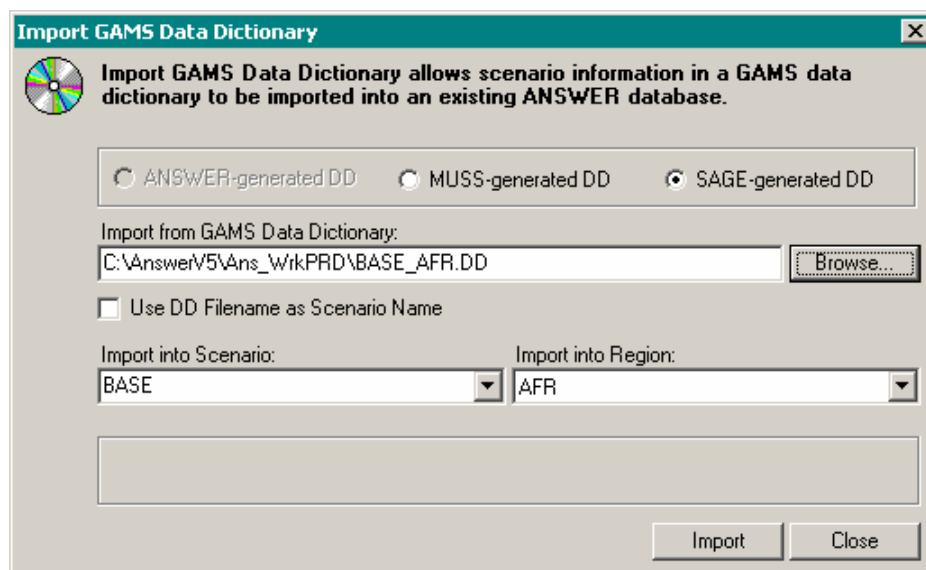 Import GAMS Data Dictionary
Import GAMS Data Dictionary allows scenario information in a GAMS data
dictionary to be imported into an existing ANSWER database.
ANSWER-generated DD MUSS-generated DD SAGE-generated DD
Import from GAMS Data Dictionary:
C:\AnswerV5\Ans_WrkPRD\BASE_AFR.DD Browse...
Use DD Filename as Scenario Name
Import into Scenario: Import into Region:
BASE AFR
Import Close